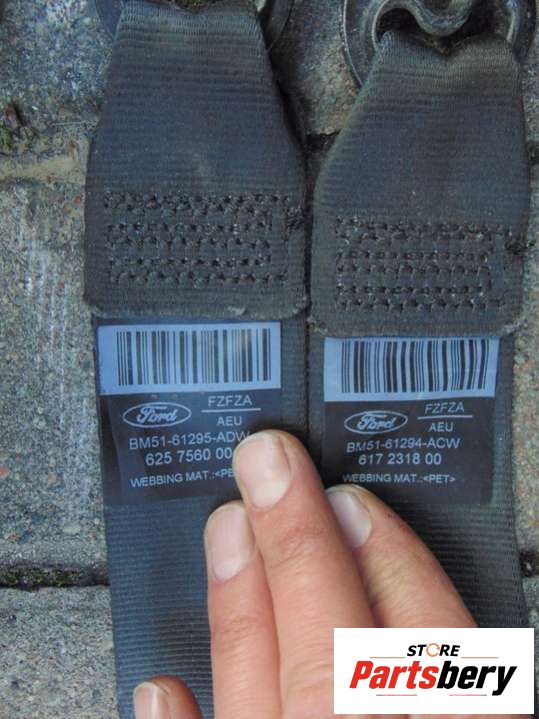 Ford
FZFZA
AEU
BM51-61295-ADW
625 7560 00
WEBBING MAT.:<PE
Ford
FZFZA
AEU
BM51-61294-ACW
617 2318 00
WEBBING MAT.:<PET>
STORE
Partsbery